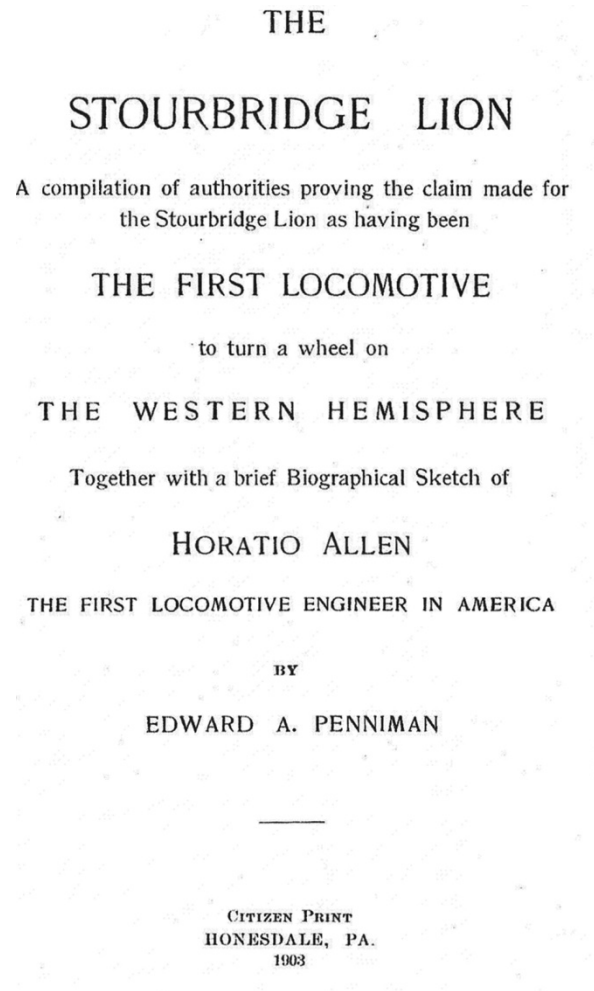 THE
STOURBRIDGE LION
A compilation of authorities proving the claim made for
the Stourbridge Lion as having been
THE FIRST LOCOMOTIVE
to turn a wheel on
THE WESTERN HEMISPHERE
Together with a brief Biographical Sketch of
HORATIO ALLEN
THE FIRST LOCOMOTIVE ENGINEER IN AMERICA
BY
EDWARD A. PENNIMAN
CITIZEN PRINT
HONESDALE, PA.
1903